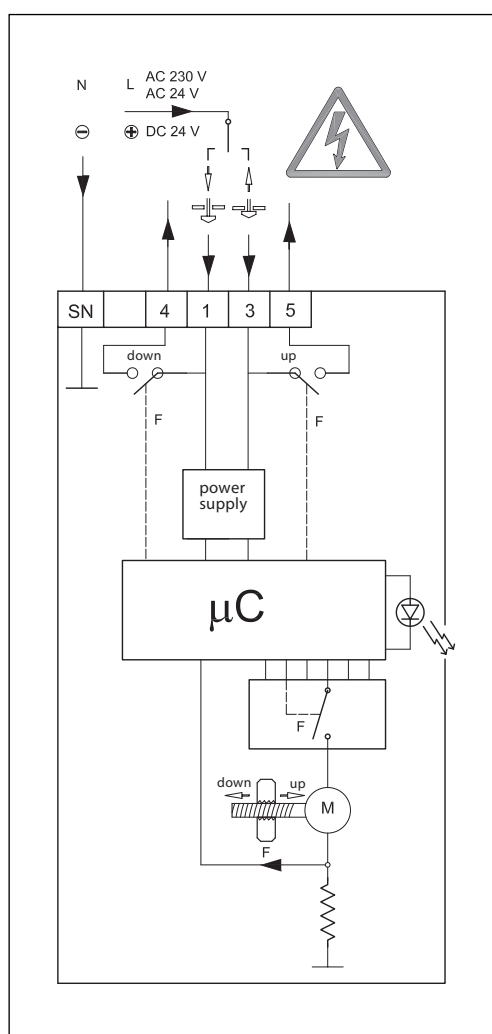 N L AC 230 V
AC 24 V
⊖ ⊕ DC 24 V
SN 4 1 3 5
down up
F F
power
supply
µC
F
down up
M
F